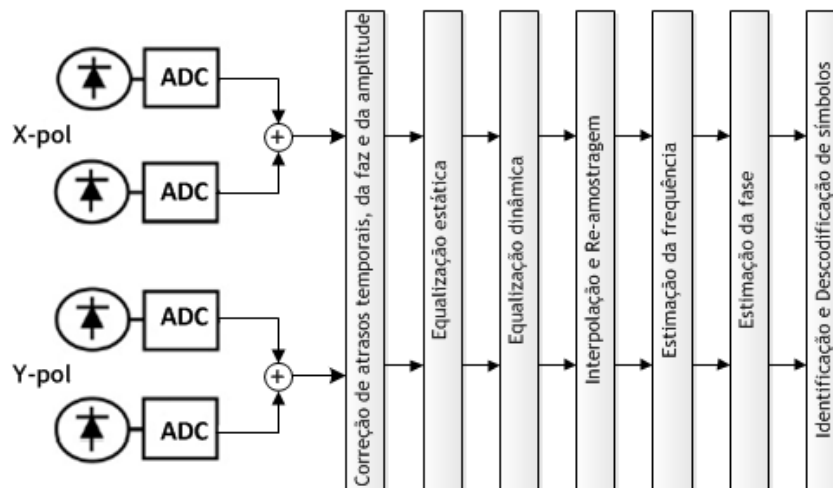 ADC
X-pol
ADC
ADC
Y-pol
ADC
Correção de atrasos temporais, da faz e da amplitude
Equalização estática
Equalização dinâmica
Interpolação e Re-amostragem
Estimação da frequência
Estimação da fase
Identificação e Descodificação de símbolos